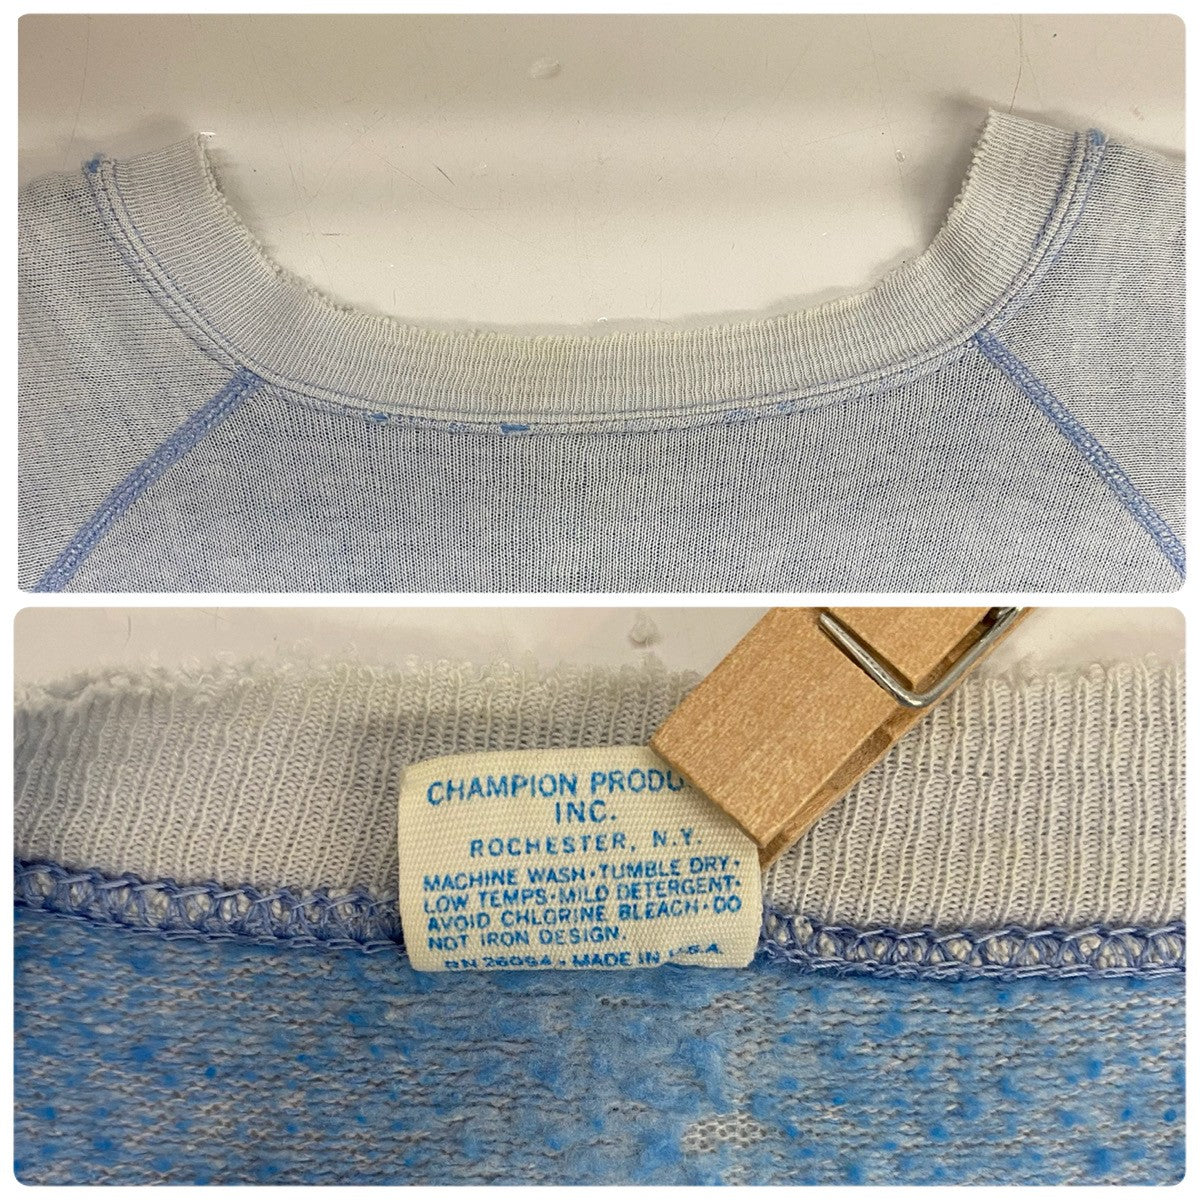 CHAMPION PRODU
INC.
ROCHESTER, N.Y.
MACHINE WASH·TUMBLE DRY·
LOW TEMPS·MILD DETERGENT·
AVOID CHLORINE BLEACH·DO
NOT IRON DESIGN.
RN 26094·MADE IN U.S.A.